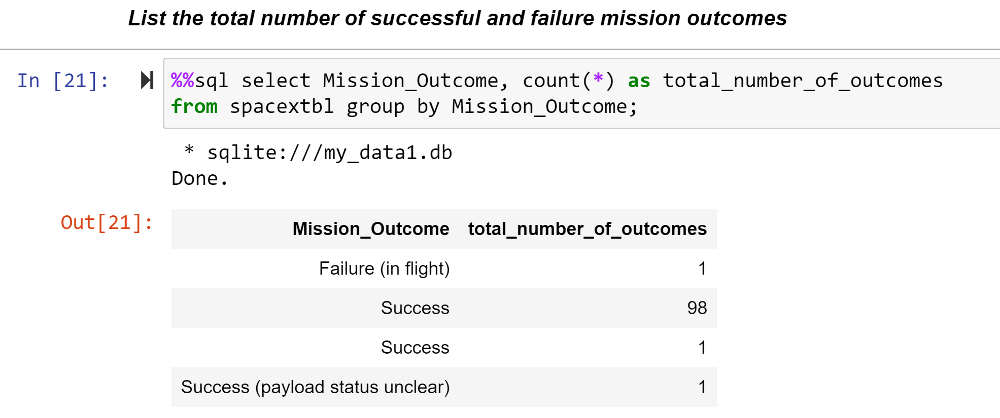 List the total number of successful and failure mission outcomes
In [21]: %%sql select Mission_Outcome, count(*) as total_number_of_outcomes
from spacextbl group by Mission_Outcome;
* sqlite:///my_data1.db
Done.
Out[21]:
Mission_Outcome total_number_of_outcomes
Failure (in flight) 1
Success 98
Success 1
Success (payload status unclear) 1